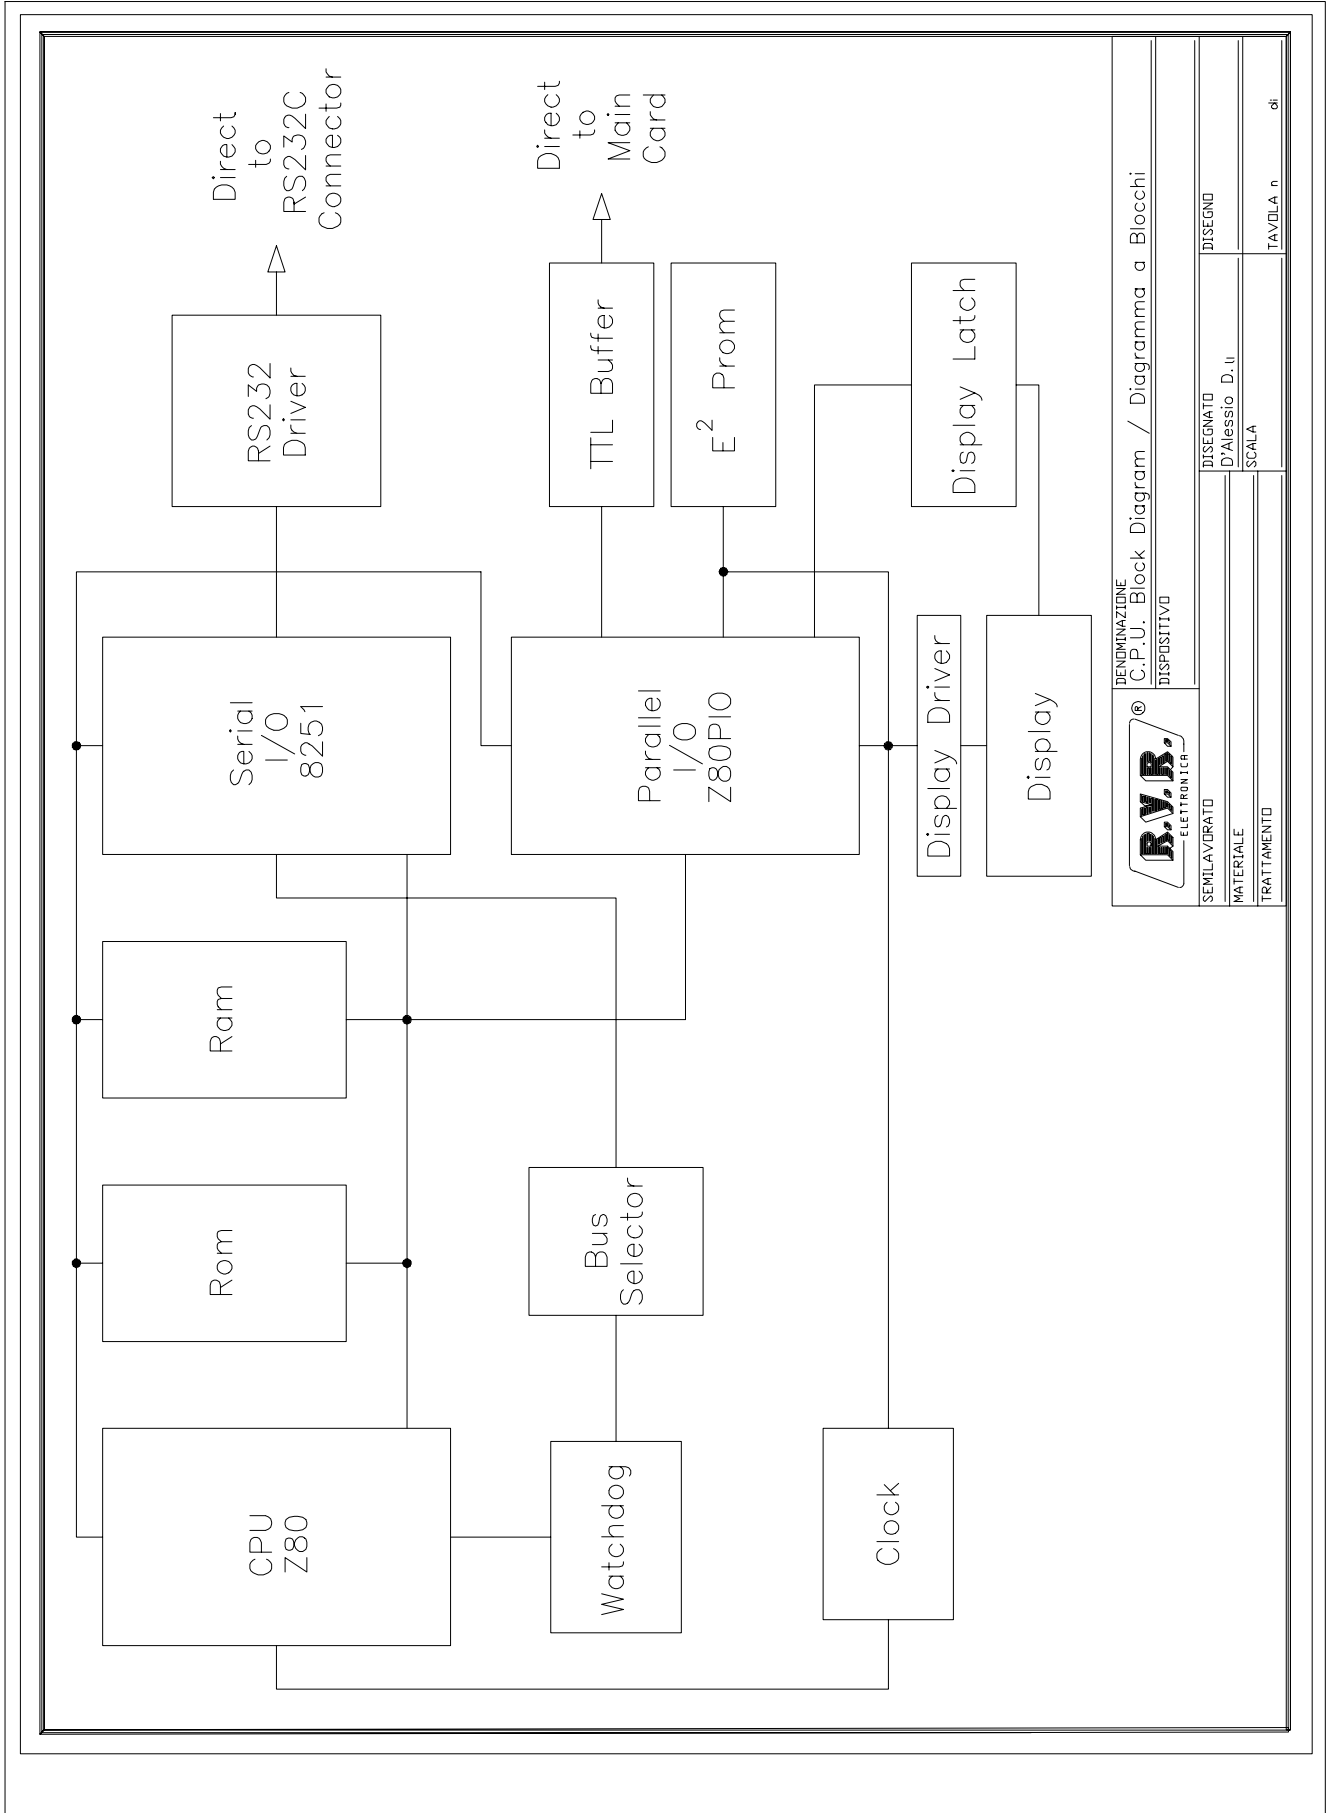 CPU
Z80
Rom
Ram
Serial
I/O
8251
RS232
Driver
Direct
to
RS232C
Connector
Watchdog
Bus
Selector
Parallel
I/O
Z80PIO
TTL Buffer
Direct
to
Main
Card
E² Prom
Clock
Display Driver
Display
Display Latch
R.V.R.
ELETTRONICA
®
DENOMINAZIONE
C.P.U. Block Diagram / Diagramma a Blocchi
DISPOSITIVO
SEMILAVORATO
MATERIALE
TRATTAMENTO
DISEGNATO
D'Alessio D.u
SCALA
DISEGNO
TAVOLA n di